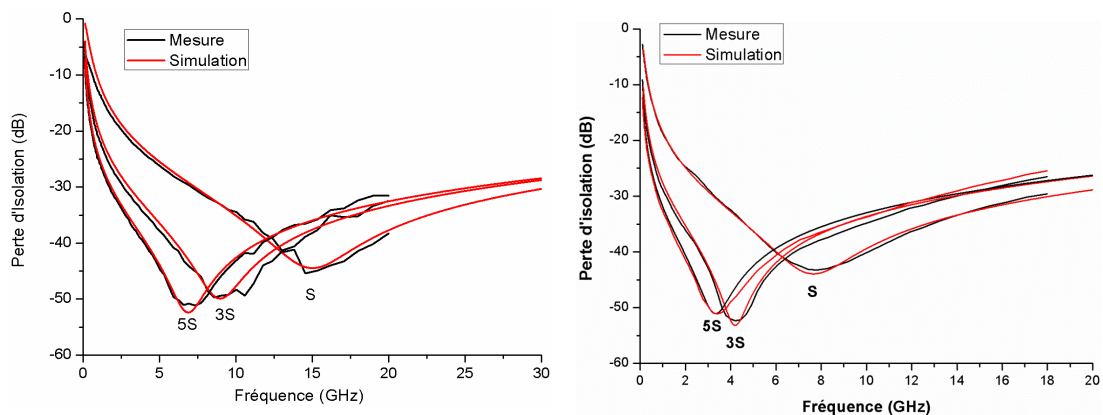 0
-10
-20
-30
-40
-50
-60
Perte d'Isolation (dB)
Mesure
Simulation
5S
3S
S
0 5 10 15 20 25 30
Fréquence (GHz)
0
-10
-20
-30
-40
-50
-60
Perte d'isolation (dB)
Mesure
Simulation
5S
3S
S
0 2 4 6 8 10 12 14 16 18 20
Fréquence (GHz)